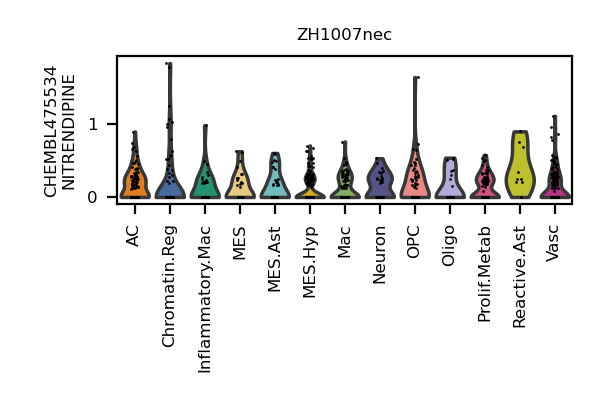 ZH1007nec
CHEMBL475534
NITRENDIPINE
1
0
AC
Chromatin.Reg
Inflammatory.Mac
MES
MES.Ast
MES.Hyp
Mac
Neuron
OPC
Oligo
Prolif.Metab
Reactive.Ast
Vasc